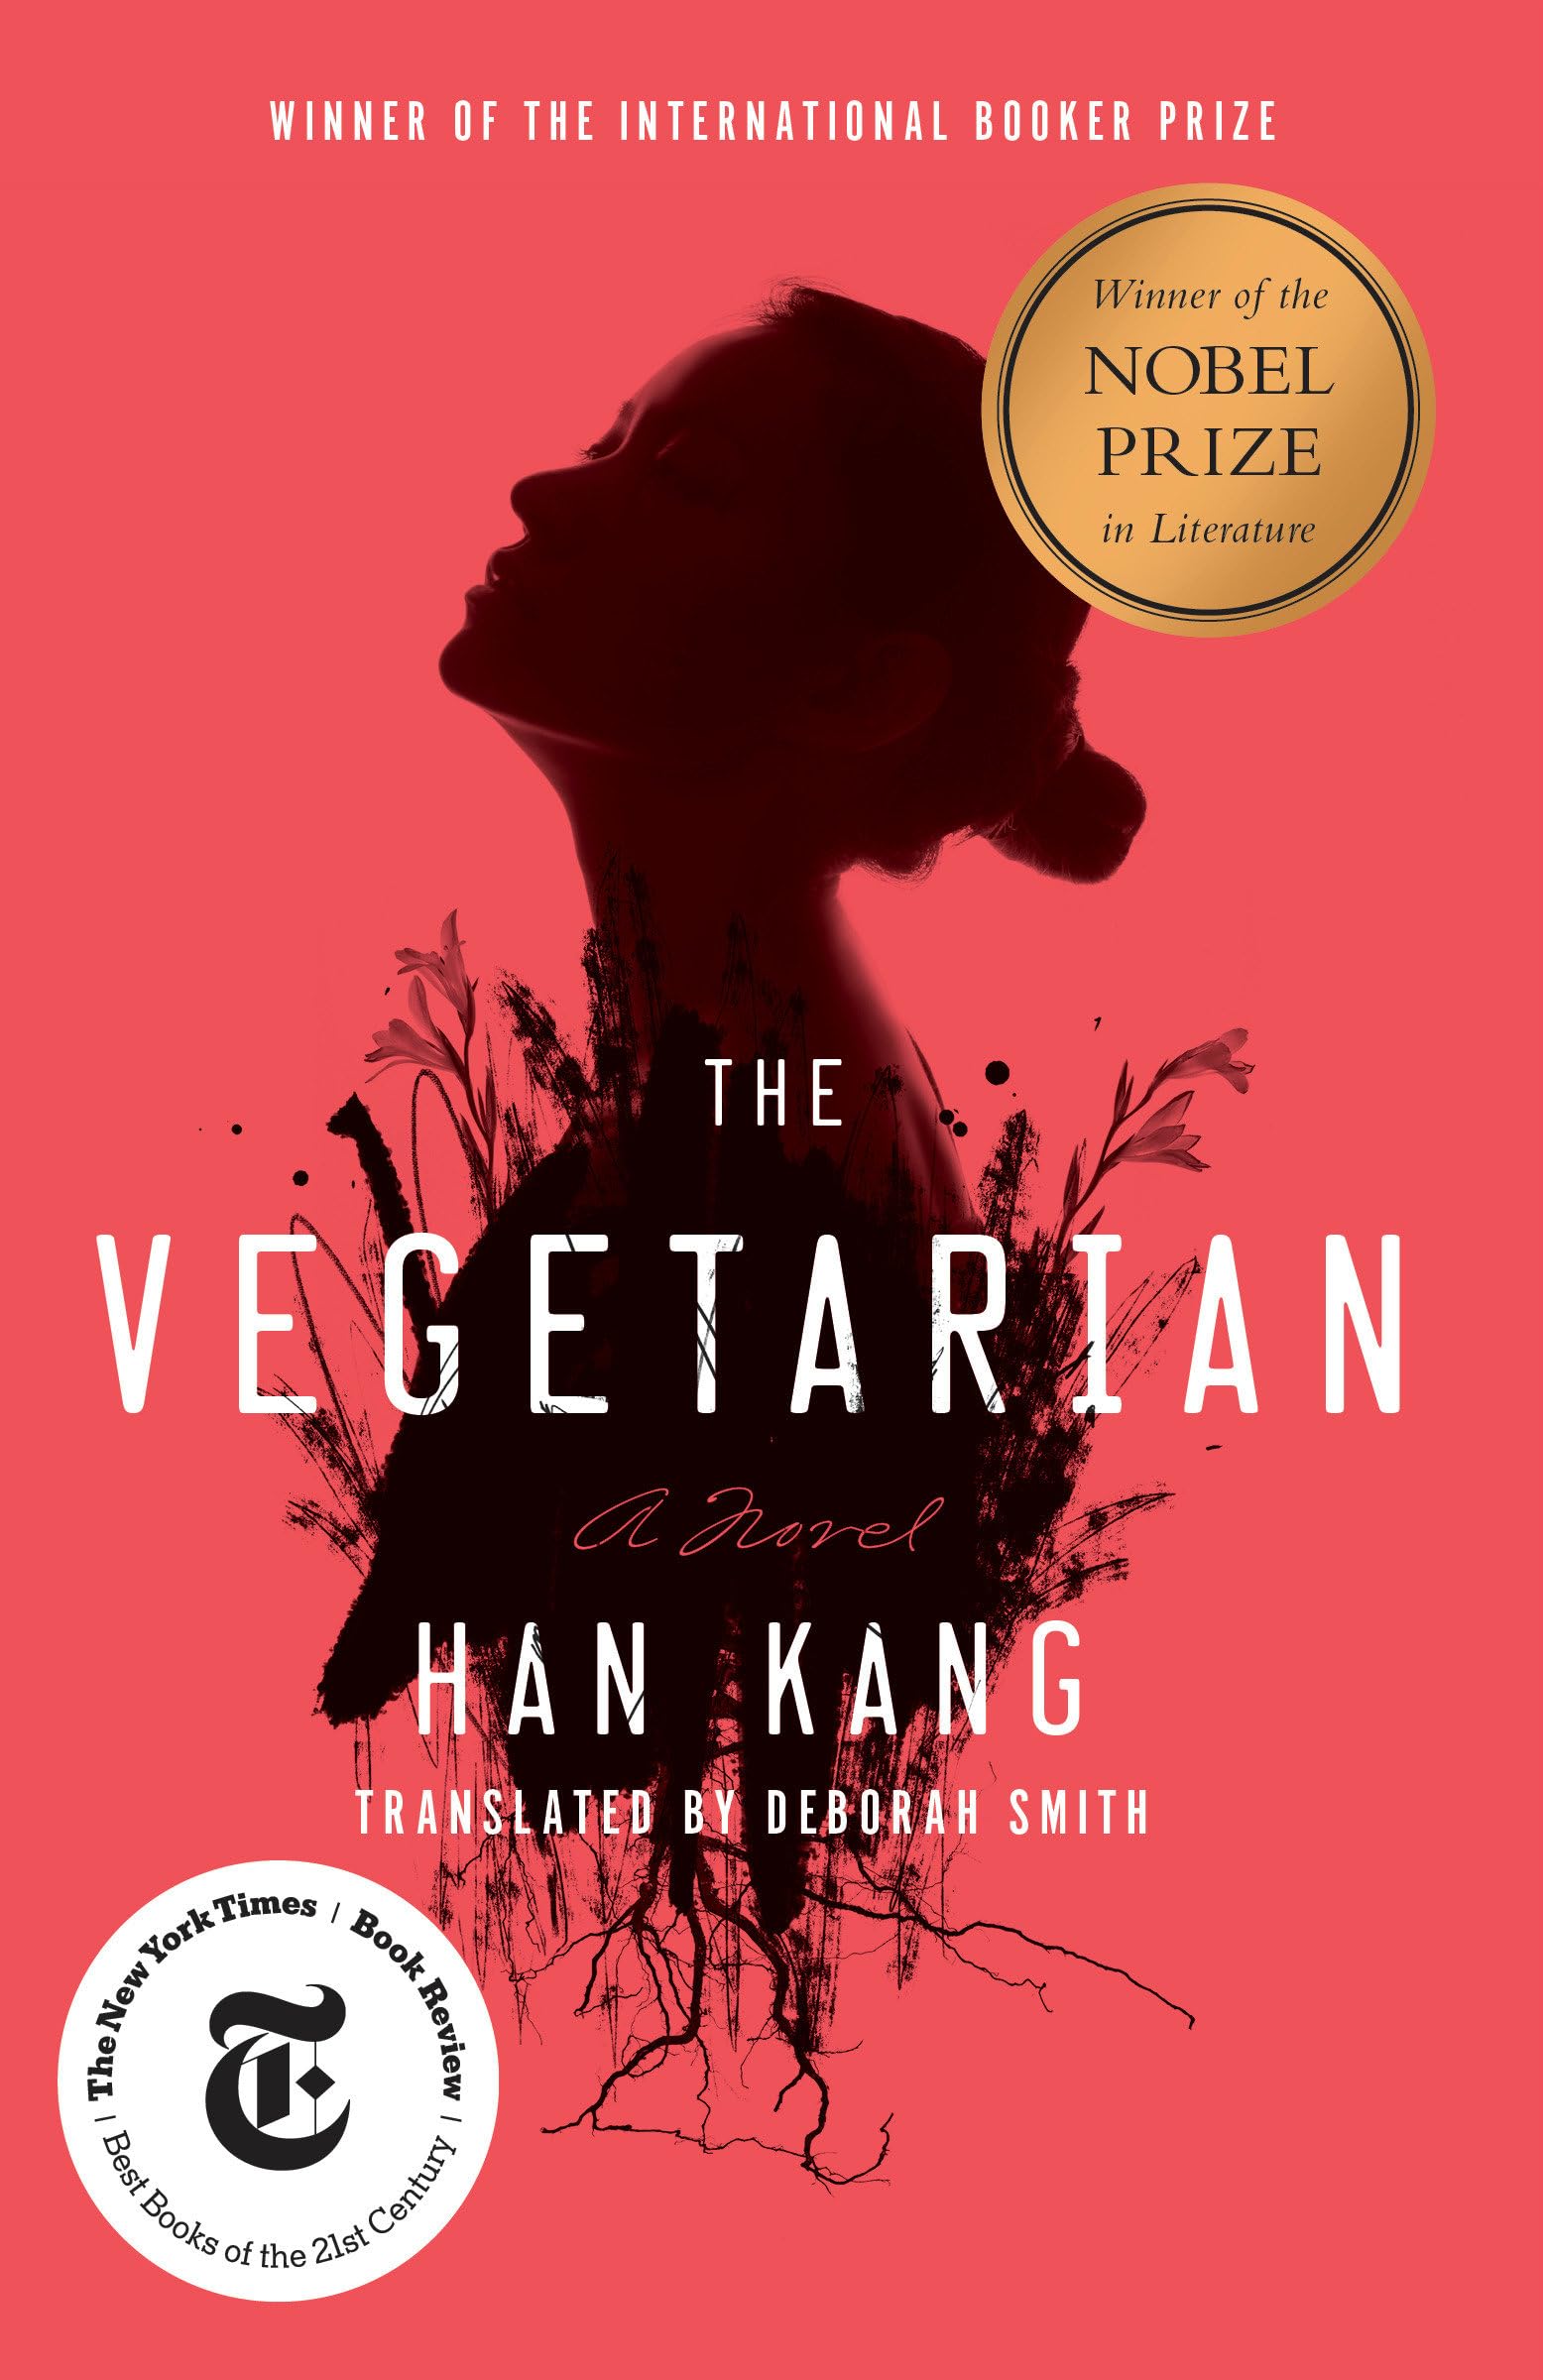 WINNER OF THE INTERNATIONAL BOOKER PRIZE
Winner of the
NOBEL
PRIZE
in Literature
THE
VEGETARIAN
A Novel
HAN KANG
TRANSLATED BY DEBORAH SMITH
The New York Times | Book Review |
T
| Best Books of the 21st Century |